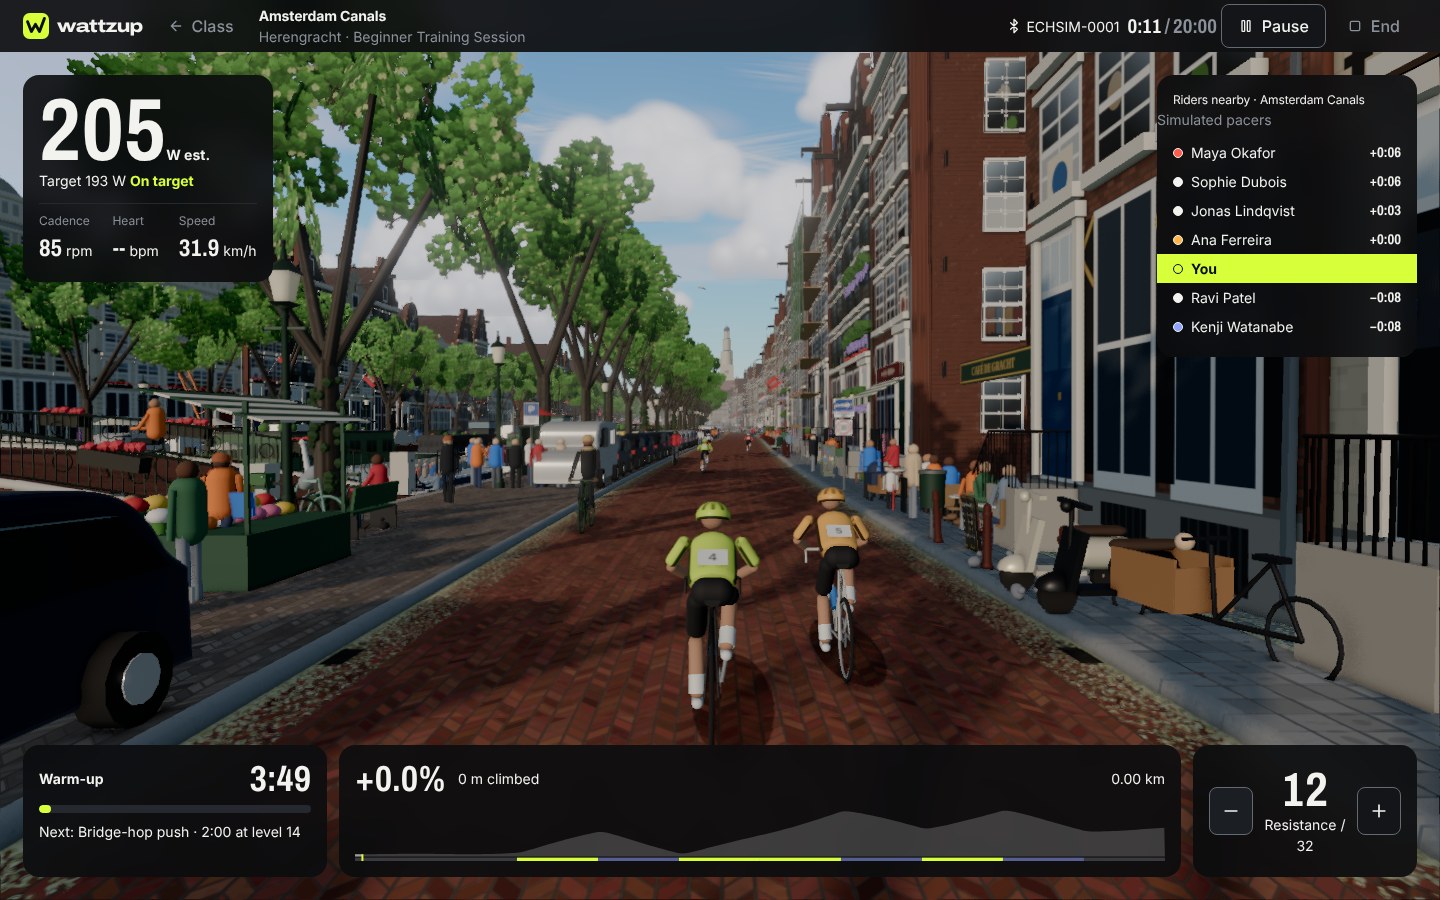 wattzup
Class
Amsterdam Canals
Herengracht · Beginner Training Session
ECHSIM-0001 0:11 / 20:00
Pause
End
205 W est.
Target 193 W On target
Cadence Heart Speed
85 rpm -- bpm 31.9 km/h
Riders nearby · Amsterdam Canals
Simulated pacers
Maya Okafor +0:06
Sophie Dubois +0:06
Jonas Lindqvist +0:03
Ana Ferreira +0:00
You
Ravi Patel −0:08
Kenji Watanabe −0:08
CAFÉ DE GRACHT
P
4
5
Warm-up 3:49
Next: Bridge-hop push · 2:00 at level 14
+0.0% 0 m climbed 0.00 km
− 12 +
Resistance /
32